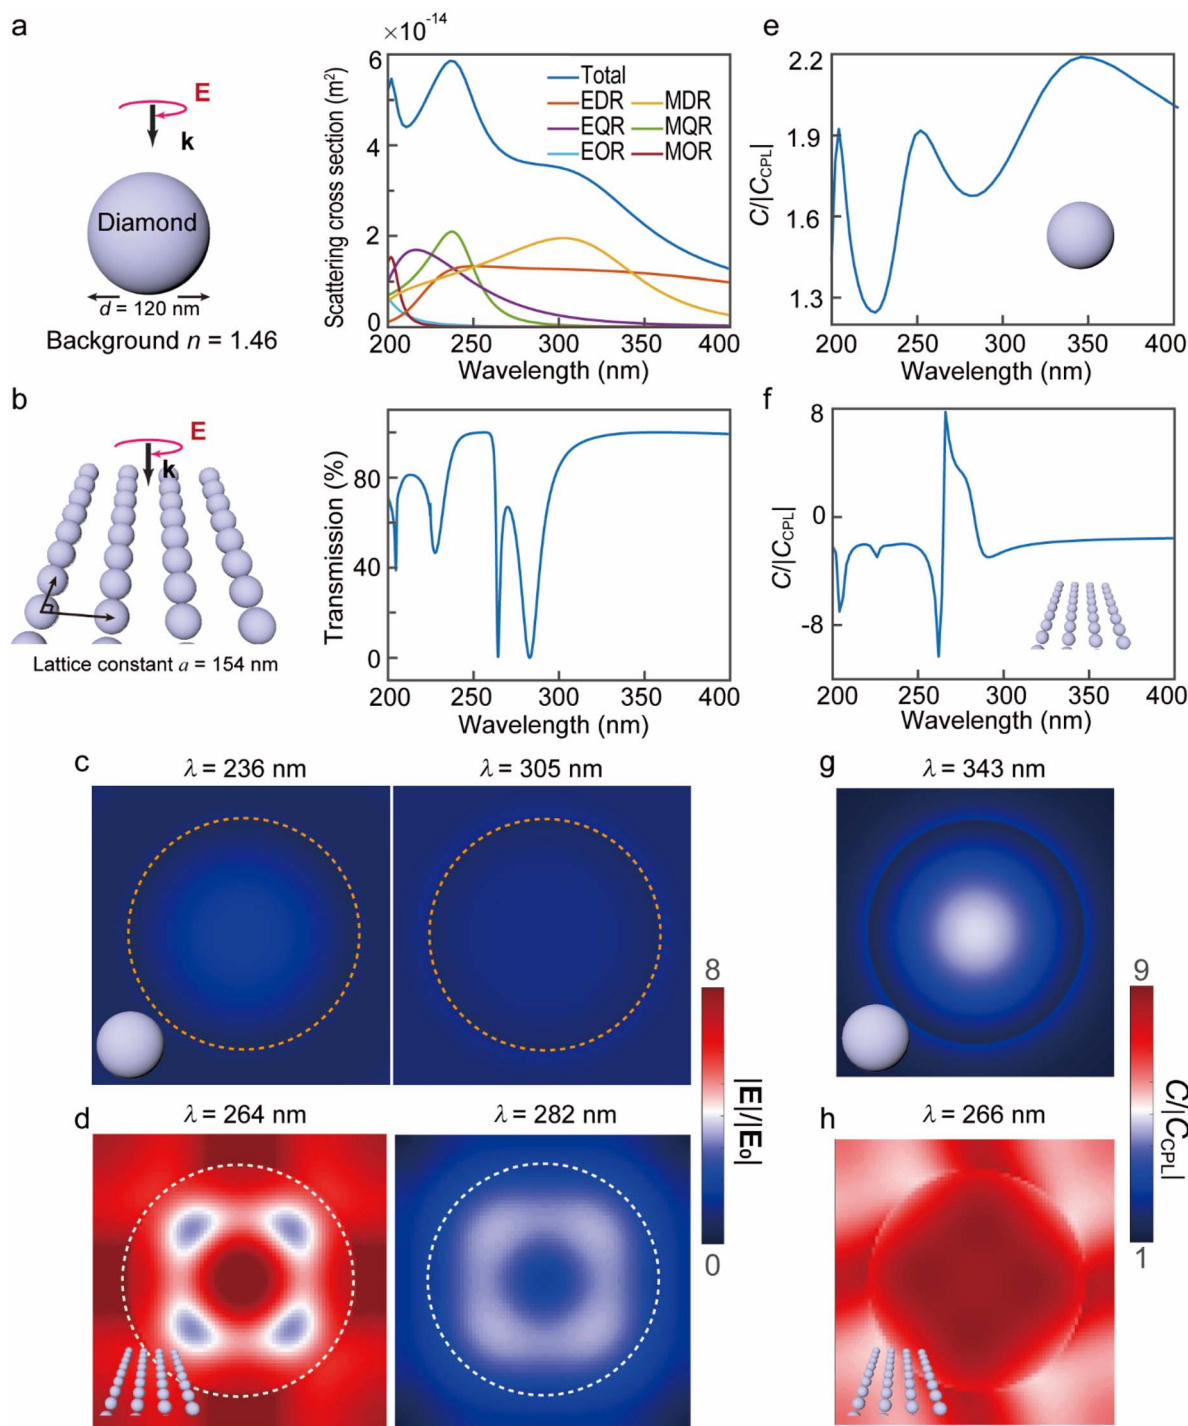 a
E
k
Diamond
d = 120 nm
Background n = 1.46
×10⁻¹⁴
Scattering cross section (m²)
6
4
2
0
Total
EDR
MDR
EQR
MQR
EOR
MOR
200 250 300 350 400
Wavelength (nm)
e
C/|C_CPL|
2.2
1.9
1.6
1.3
200 250 300 350 400
Wavelength (nm)
b
E
k
Lattice constant a = 154 nm
Transmission (%)
80
40
0
200 250 300 350 400
Wavelength (nm)
f
C/|C_CPL|
8
0
-8
200 250 300 350 400
Wavelength (nm)
c
λ = 236 nm
λ = 305 nm
g
λ = 343 nm
8
|E|/|E₀|
0
9
C/|C_CPL|
1
d
λ = 264 nm
λ = 282 nm
h
λ = 266 nm